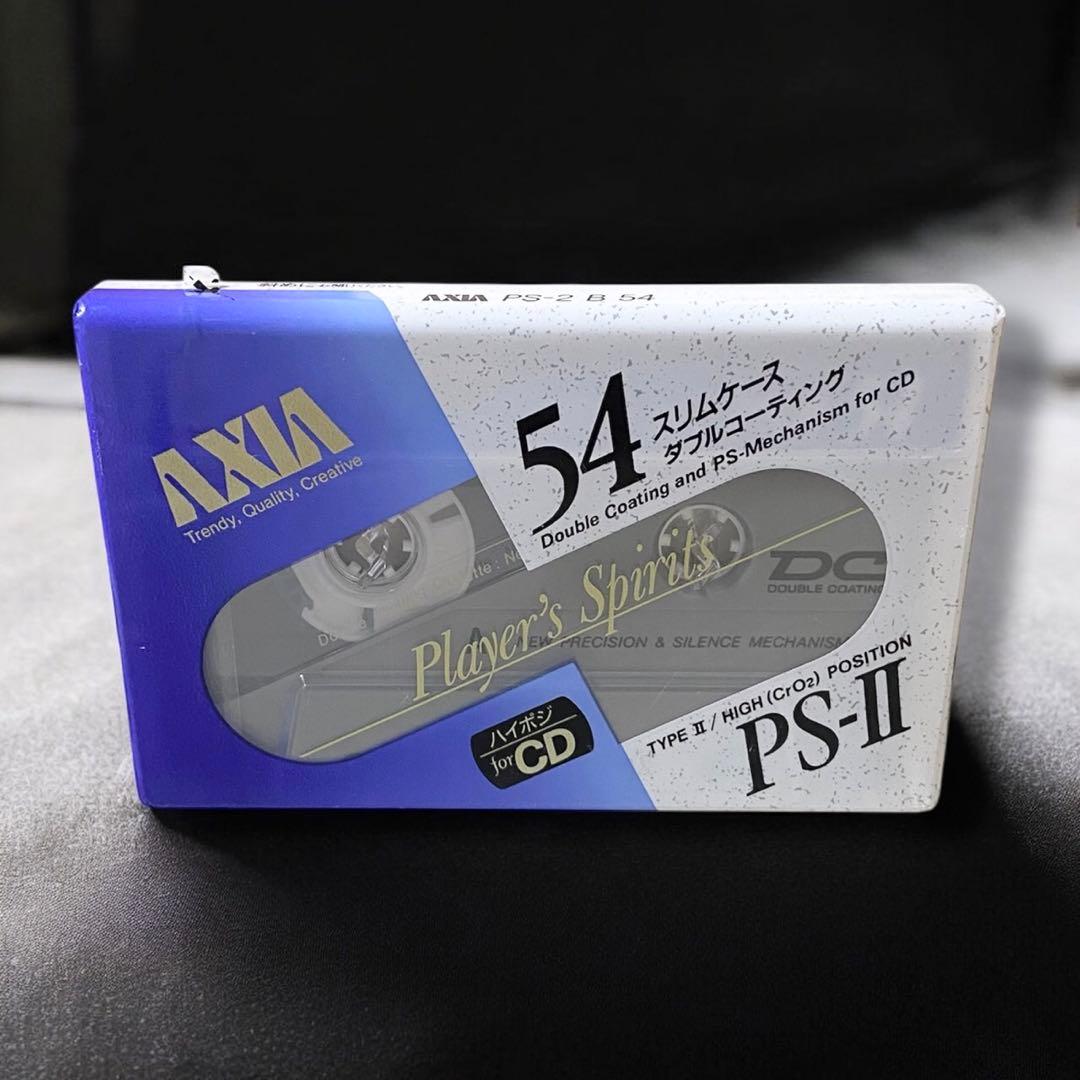 AXIA PS-2 B 54
AXIA
Trendy, Quality, Creative
54
スリムケース
ダブルコーティング
Double Coating and PS-Mechanism for CD
Player's Spirits
DC
DOUBLE COATING
NEW PRECISION & SILENCE MECHANISM
ハイポジ
for CD
TYPE II / HIGH (CrO₂) POSITION
PS-II